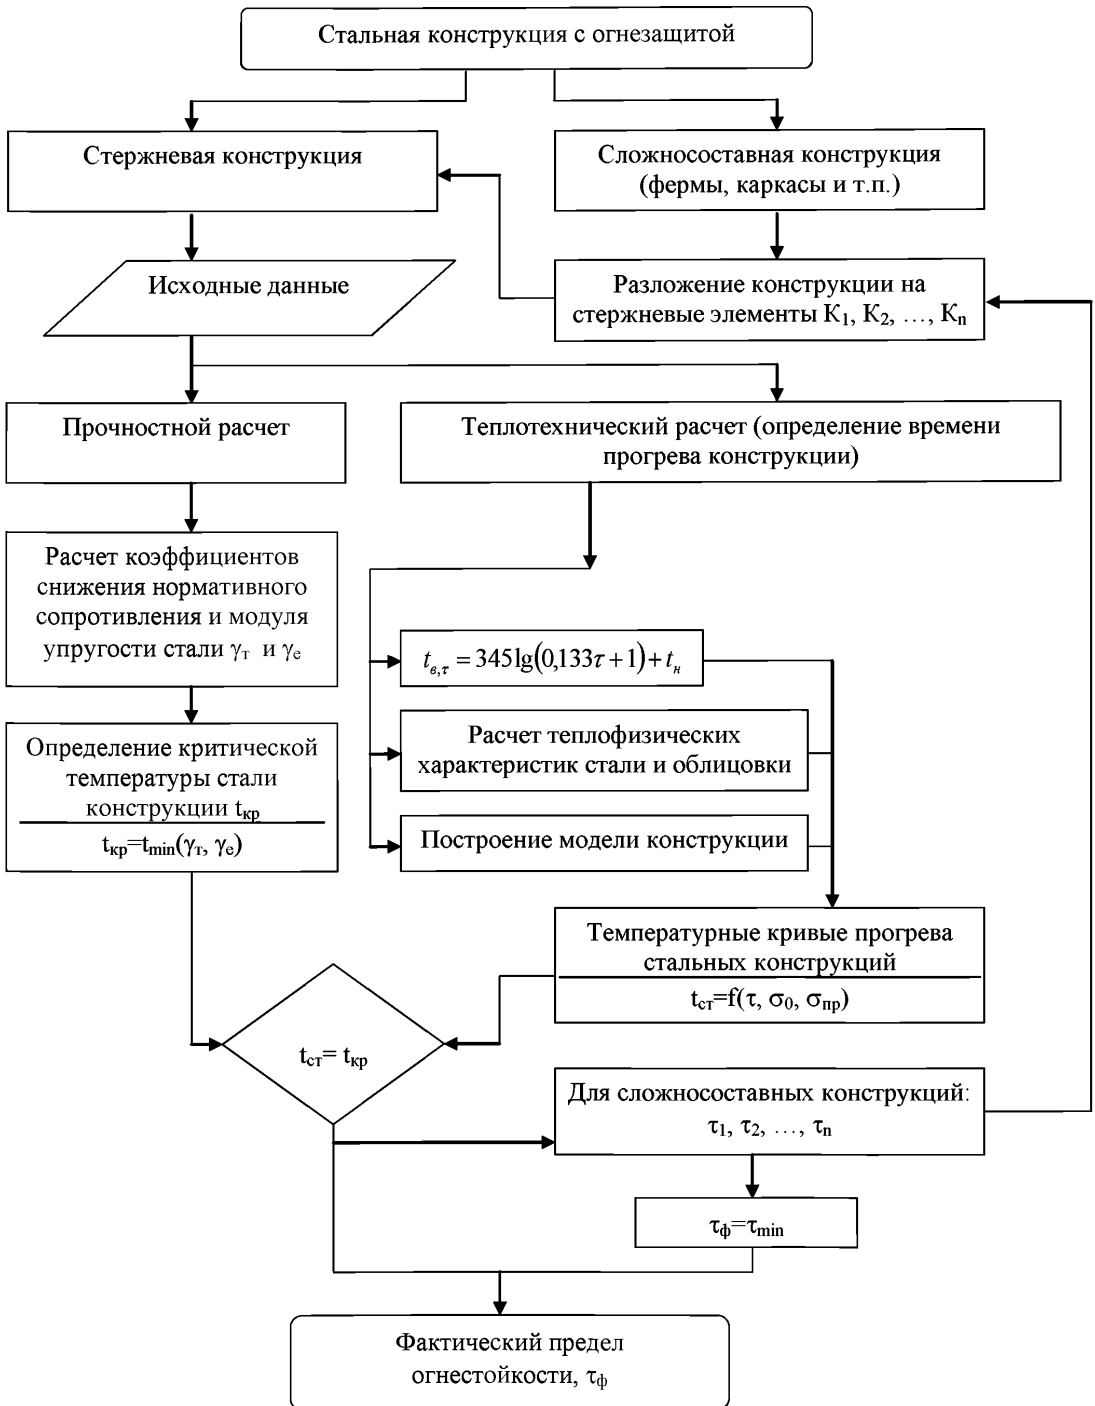 Стальная конструкция с огнезащитой
Стержневая конструкция
Сложносоставная конструкция
(фермы, каркасы и т.п.)
Исходные данные
Разложение конструкции на
стержневые элементы К₁, К₂, …, Кₙ
Прочностной расчет
Теплотехнический расчет (определение времени
прогрева конструкции)
Расчет коэффициентов
снижения нормативного
сопротивления и модуля
упругости стали γт и γе
t_{в,τ} = 345lg(0,133τ + 1) + t_н
Расчет теплофизических
характеристик стали и облицовки
Построение модели конструкции
Определение критической
температуры стали
конструкции tкр
tкр=tmin(γт, γе)
Температурные кривые прогрева
стальных конструкций
tст=f(τ, σ₀, σпр)
tст= tкр
Для сложносоставных конструкций:
τ₁, τ₂, …, τₙ
τф=τmin
Фактический предел
огнестойкости, τф